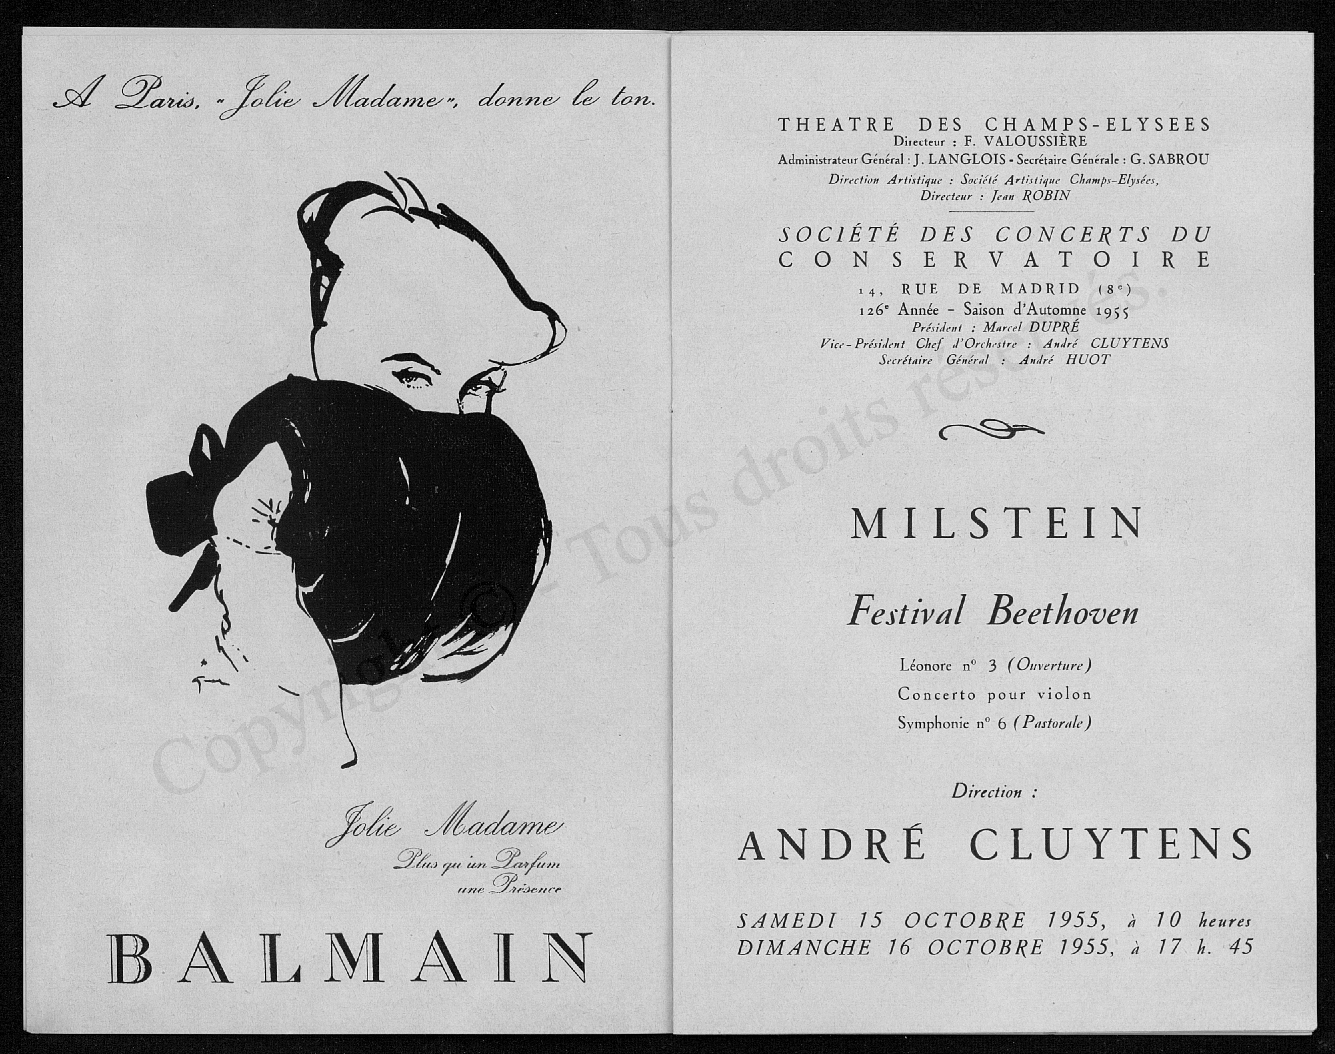 A Paris, "Jolie Madame", donne le ton.
Jolie Madame
Plus qu'un Parfum
une Présence
BALMAIN
THEATRE DES CHAMPS-ELYSEES
Directeur : F. VALOUSSIÈRE
Administrateur Général : J. LANGLOIS - Secrétaire Générale : G. SABROU
Direction Artistique : Société Artistique Champs-Elysées,
Directeur : Jean ROBIN
SOCIÉTÉ DES CONCERTS DU
CONSERVATOIRE
14, RUE DE MADRID (8e)
126e Année - Saison d'Automne 1955
Président : Marcel DUPRÉ
Vice-Président Chef d'Orchestre : André CLUYTENS
Secrétaire Général : André HUOT
MILSTEIN
Festival Beethoven
Léonore no 3 (Ouverture)
Concerto pour violon
Symphonie no 6 (Pastorale)
Direction :
ANDRÉ CLUYTENS
SAMEDI 15 OCTOBRE 1955, à 10 heures
DIMANCHE 16 OCTOBRE 1955, à 17 h. 45
Copyright © - Tous droits réservés.